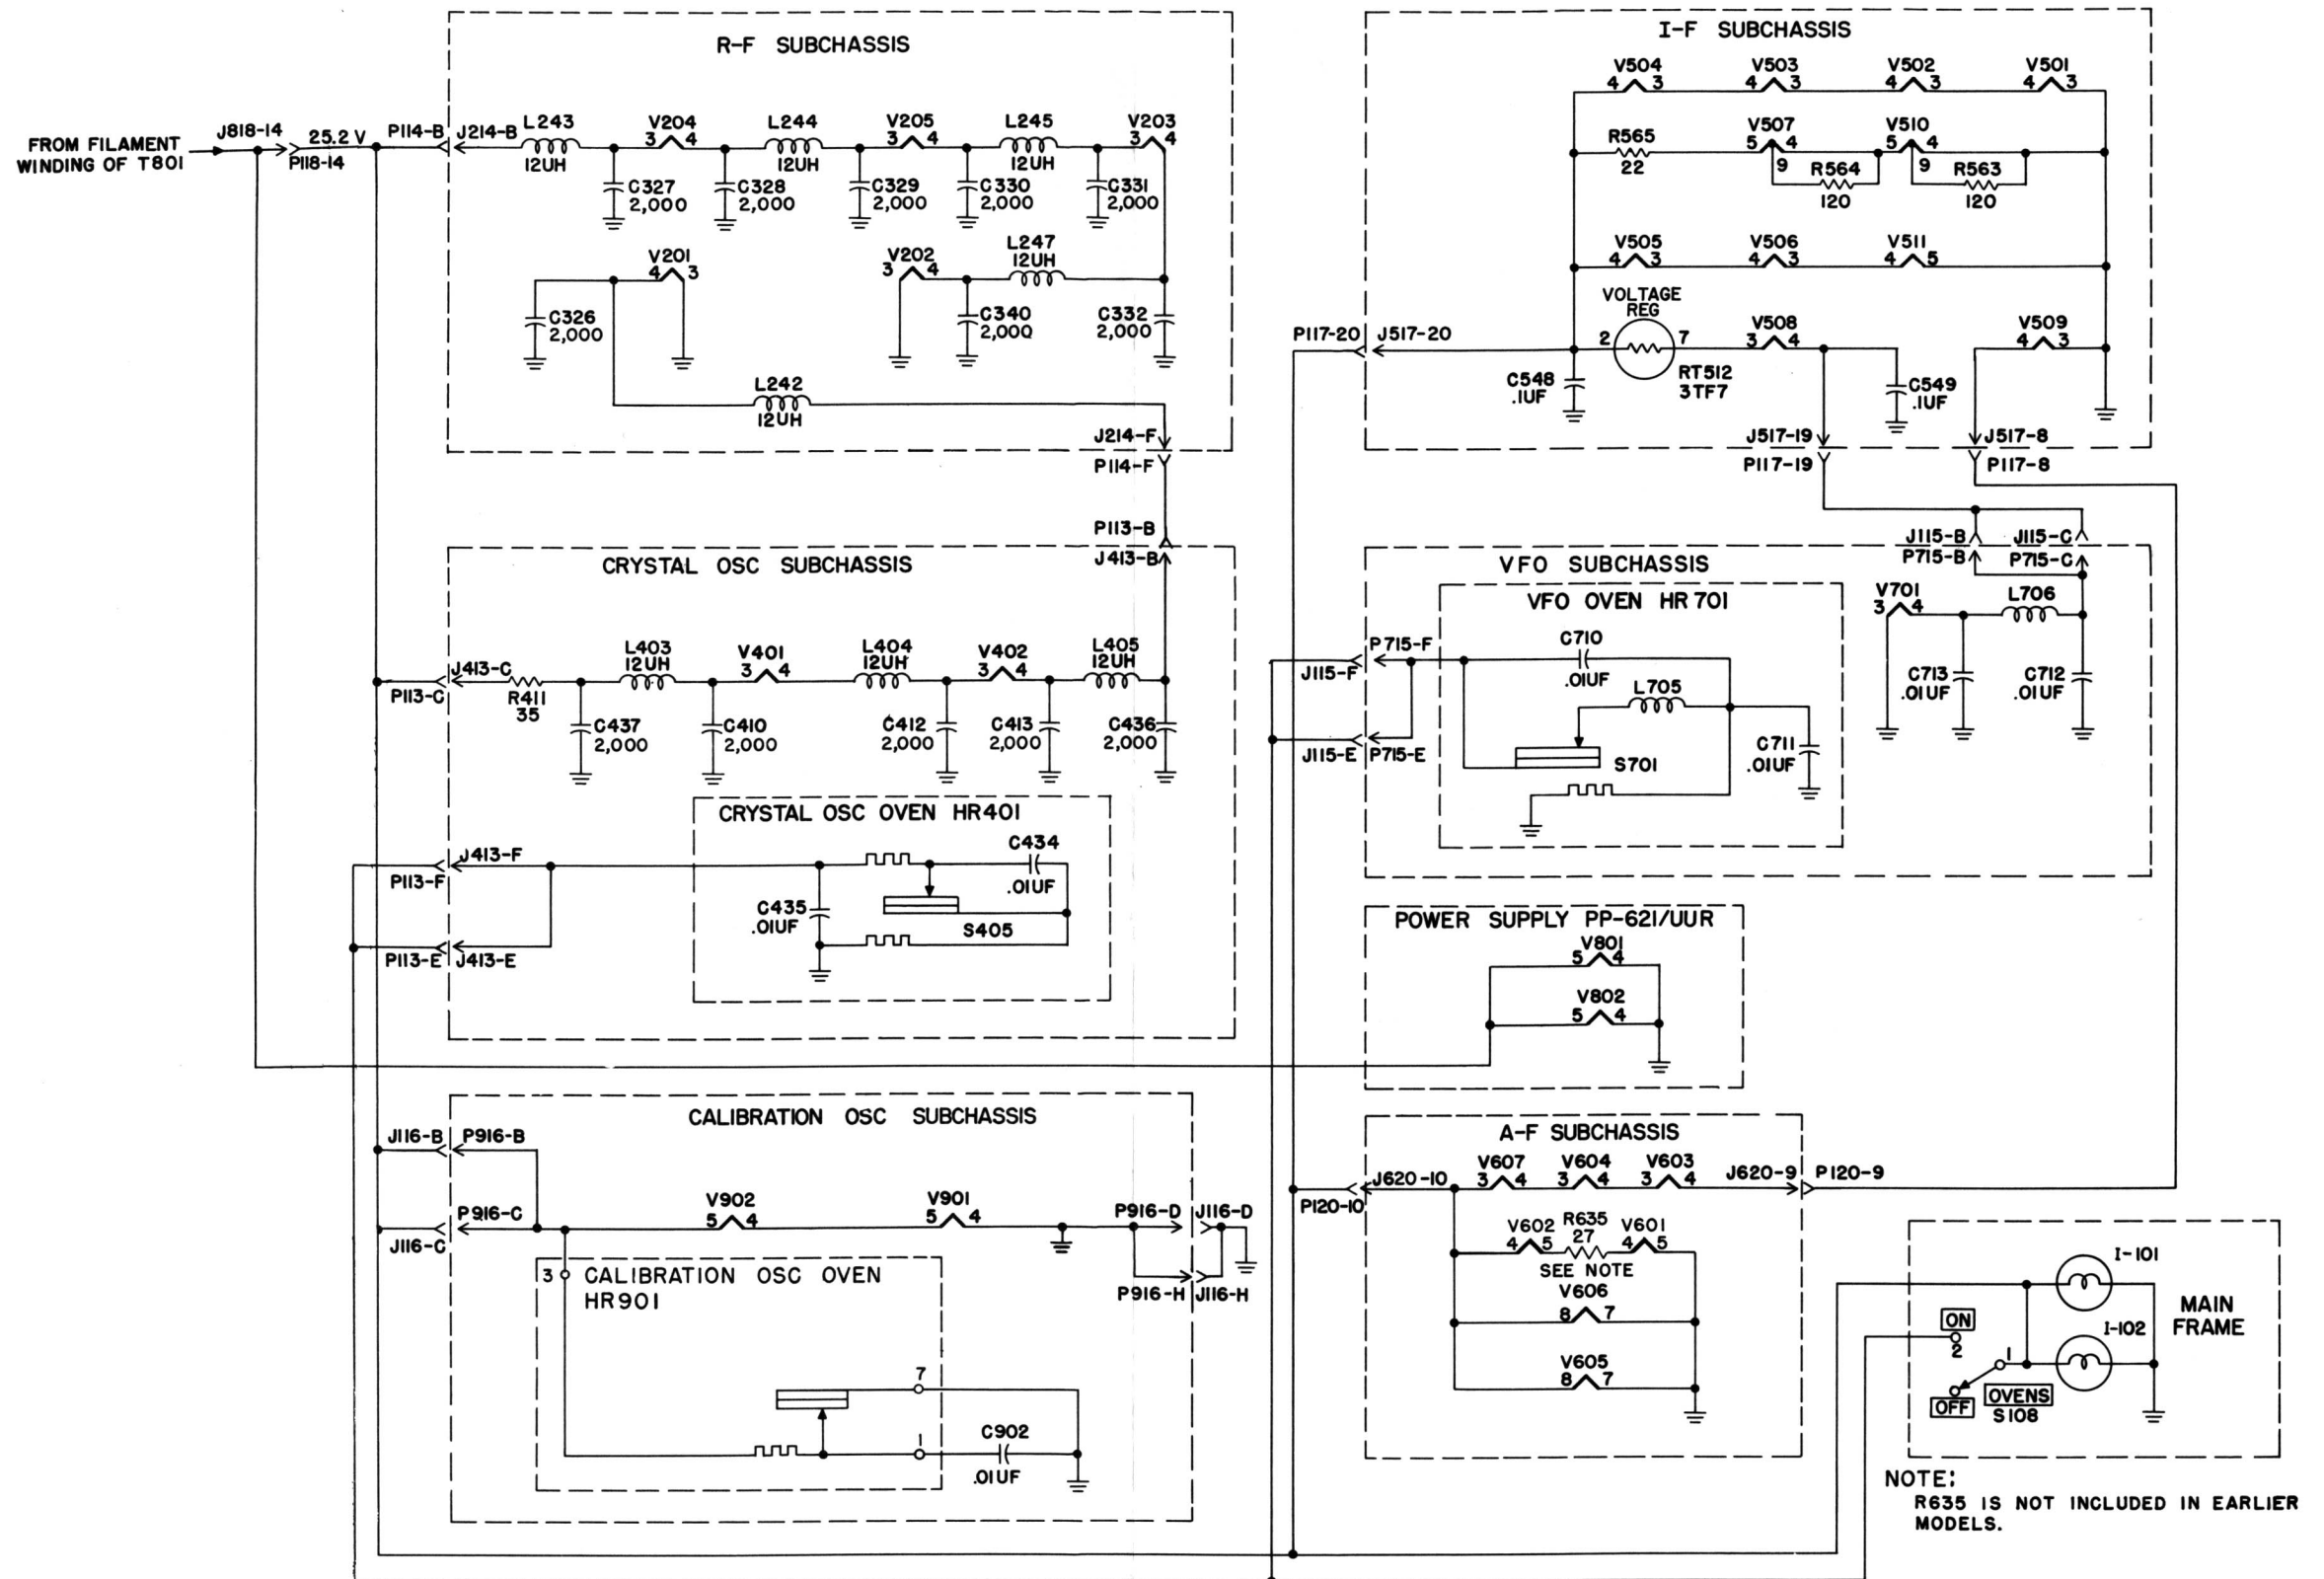 FROM FILAMENT
WINDING OF T801
J818-14
P118-14
25.2 V
P114-B
R-F SUBCHASSIS
J214-B
L243
12UH
V204
3 4
L244
12UH
V205
3 4
L245
12UH
V203
3 4
C327
2,000
C328
2,000
C329
2,000
C330
2,000
C331
2,000
V201
4 3
V202
3 4
L247
12UH
C326
2,000
C340
2,000
C332
2,000
L242
12UH
J214-F
P114-F
P113-B
J413-B
CRYSTAL OSC SUBCHASSIS
J413-C
P113-C
R411
35
L403
12UH
V401
3 4
L404
12UH
V402
3 4
L405
12UH
C437
2,000
C410
2,000
C412
2,000
C413
2,000
C436
2,000
CRYSTAL OSC OVEN HR401
J413-F
P113-F
C434
.01UF
C435
.01UF
S405
P113-E
J413-E
CALIBRATION OSC SUBCHASSIS
J116-B
P916-B
J116-C
P916-C
V902
5 4
V901
5 4
P916-D
J116-D
P916-H
J116-H
3
CALIBRATION OSC OVEN
HR901
7
1
C902
.01UF
I-F SUBCHASSIS
V504
4 3
V503
4 3
V502
4 3
V501
4 3
R565
22
V507
5 4
9
R564
120
V510
5 4
9
R563
120
V505
4 3
V506
4 3
V511
4 5
VOLTAGE
REG
2
7
RT512
3TF7
V508
3 4
V509
4 3
P117-20
J517-20
C548
.1UF
C549
.1UF
J517-19
P117-19
J517-8
P117-8
J115-B
J115-C
P715-B
P715-C
VFO SUBCHASSIS
VFO OVEN HR701
P715-F
J115-F
C710
.01UF
L705
J115-E
P715-E
S701
C711
.01UF
V701
3 4
L706
C713
.01UF
C712
.01UF
POWER SUPPLY PP-621/UUR
V801
5 4
V802
5 4
A-F SUBCHASSIS
P120-10
J620-10
V607
3 4
V604
3 4
V603
3 4
J620-9
P120-9
V602
4 5
R635
27
V601
4 5
SEE NOTE
V606
8 7
V605
8 7
I-101
MAIN
FRAME
ON
2
1
I-102
OFF
OVENS
S108
NOTE:
R635 IS NOT INCLUDED IN EARLIER
MODELS.